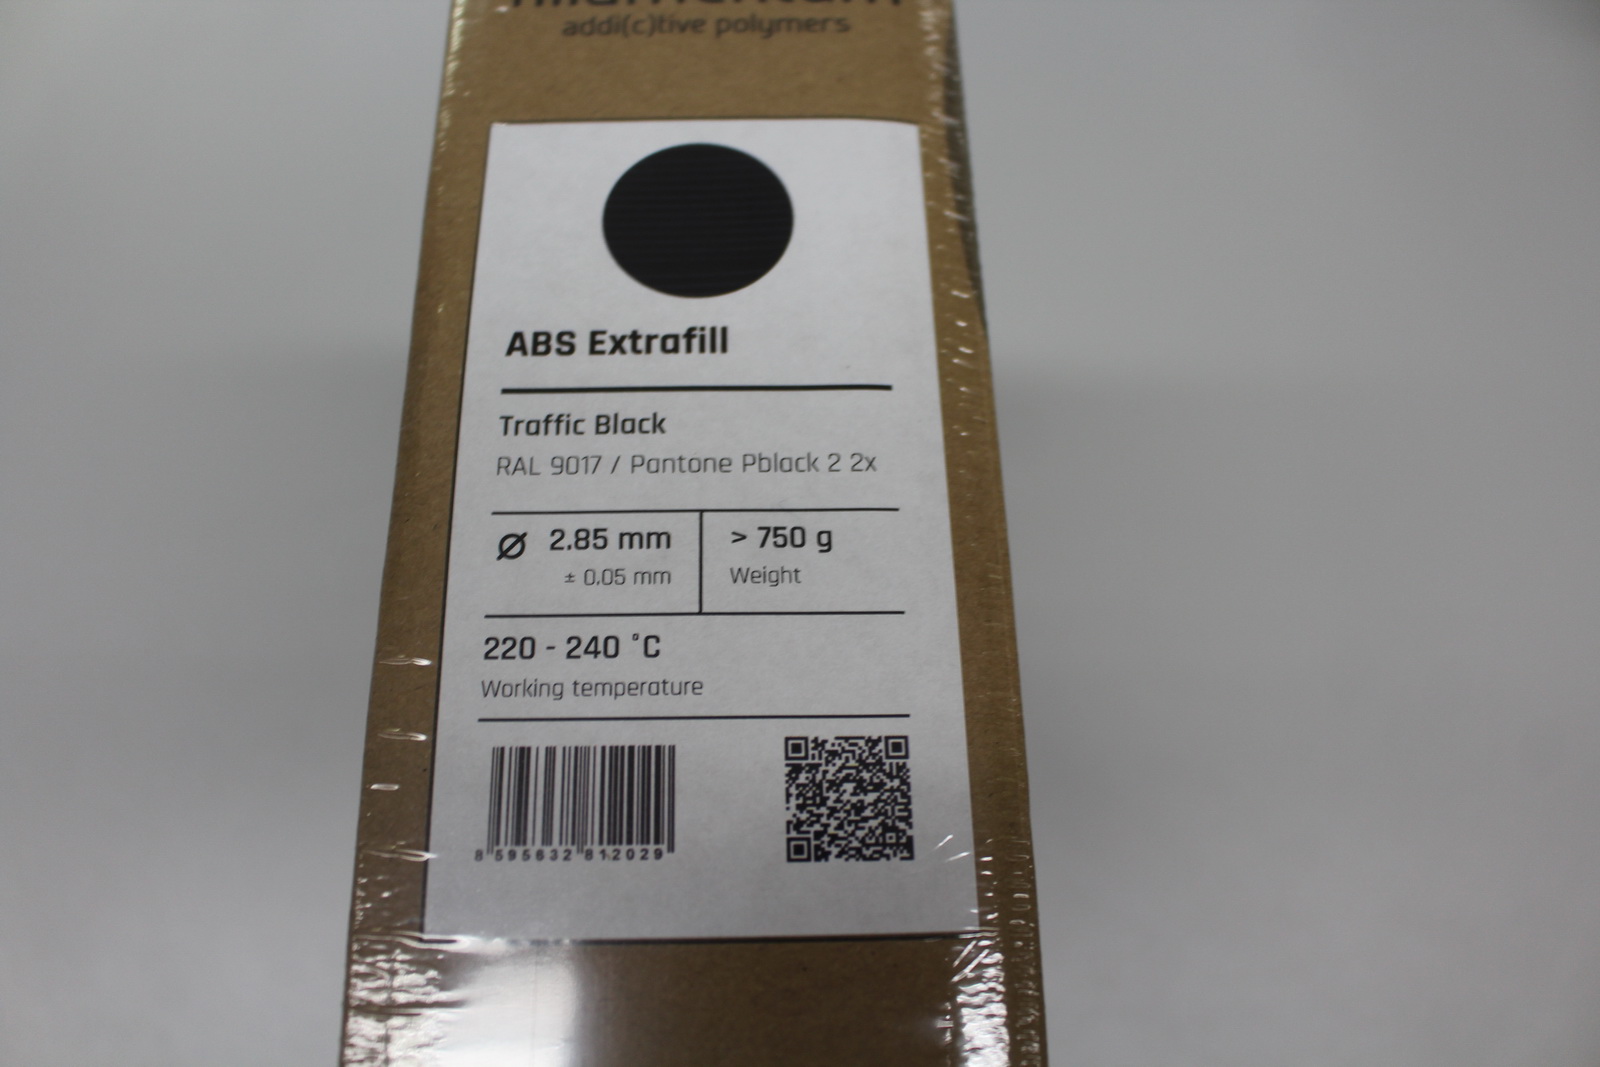 addi(c)tive polymers
ABS Extrafill
Traffic Black
RAL 9017 / Pantone Pblack 2 2x
Ø 2.85 mm
± 0.05 mm
> 750 g
Weight
220 - 240 °C
Working temperature
8 595632 812029